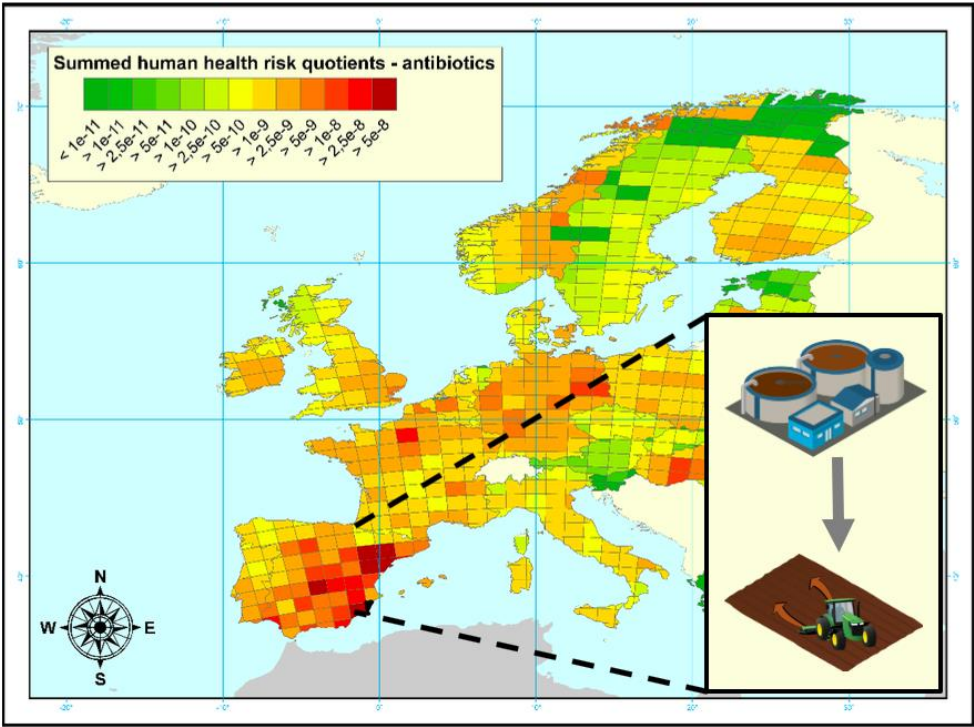 Summed human health risk quotients - antibiotics
< 1e-11
> 1e-11
> 2,5e-11
> 5e-11
> 1e-10
> 2,5e-10
> 5e-10
> 1e-9
> 2,5e-9
> 5e-9
> 1e-8
> 2,5e-8
> 5e-8
N
W E
S